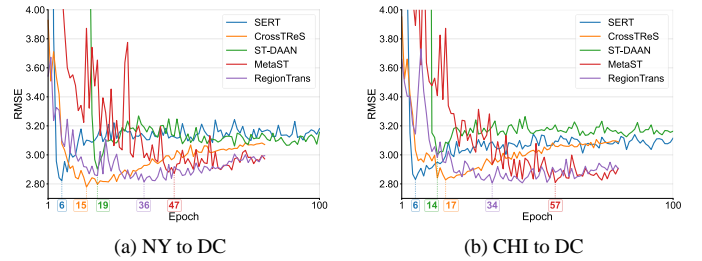 4.00
3.80
3.60
3.40
3.20
3.00
2.80
RMSE
SERT
CrossTReS
ST-DAAN
MetaST
RegionTrans
1 6 15 19 36 47 100
Epoch
(a) NY to DC
4.00
3.80
3.60
3.40
3.20
3.00
2.80
RMSE
SERT
CrossTReS
ST-DAAN
MetaST
RegionTrans
1 6 14 17 34 57 100
Epoch
(b) CHI to DC